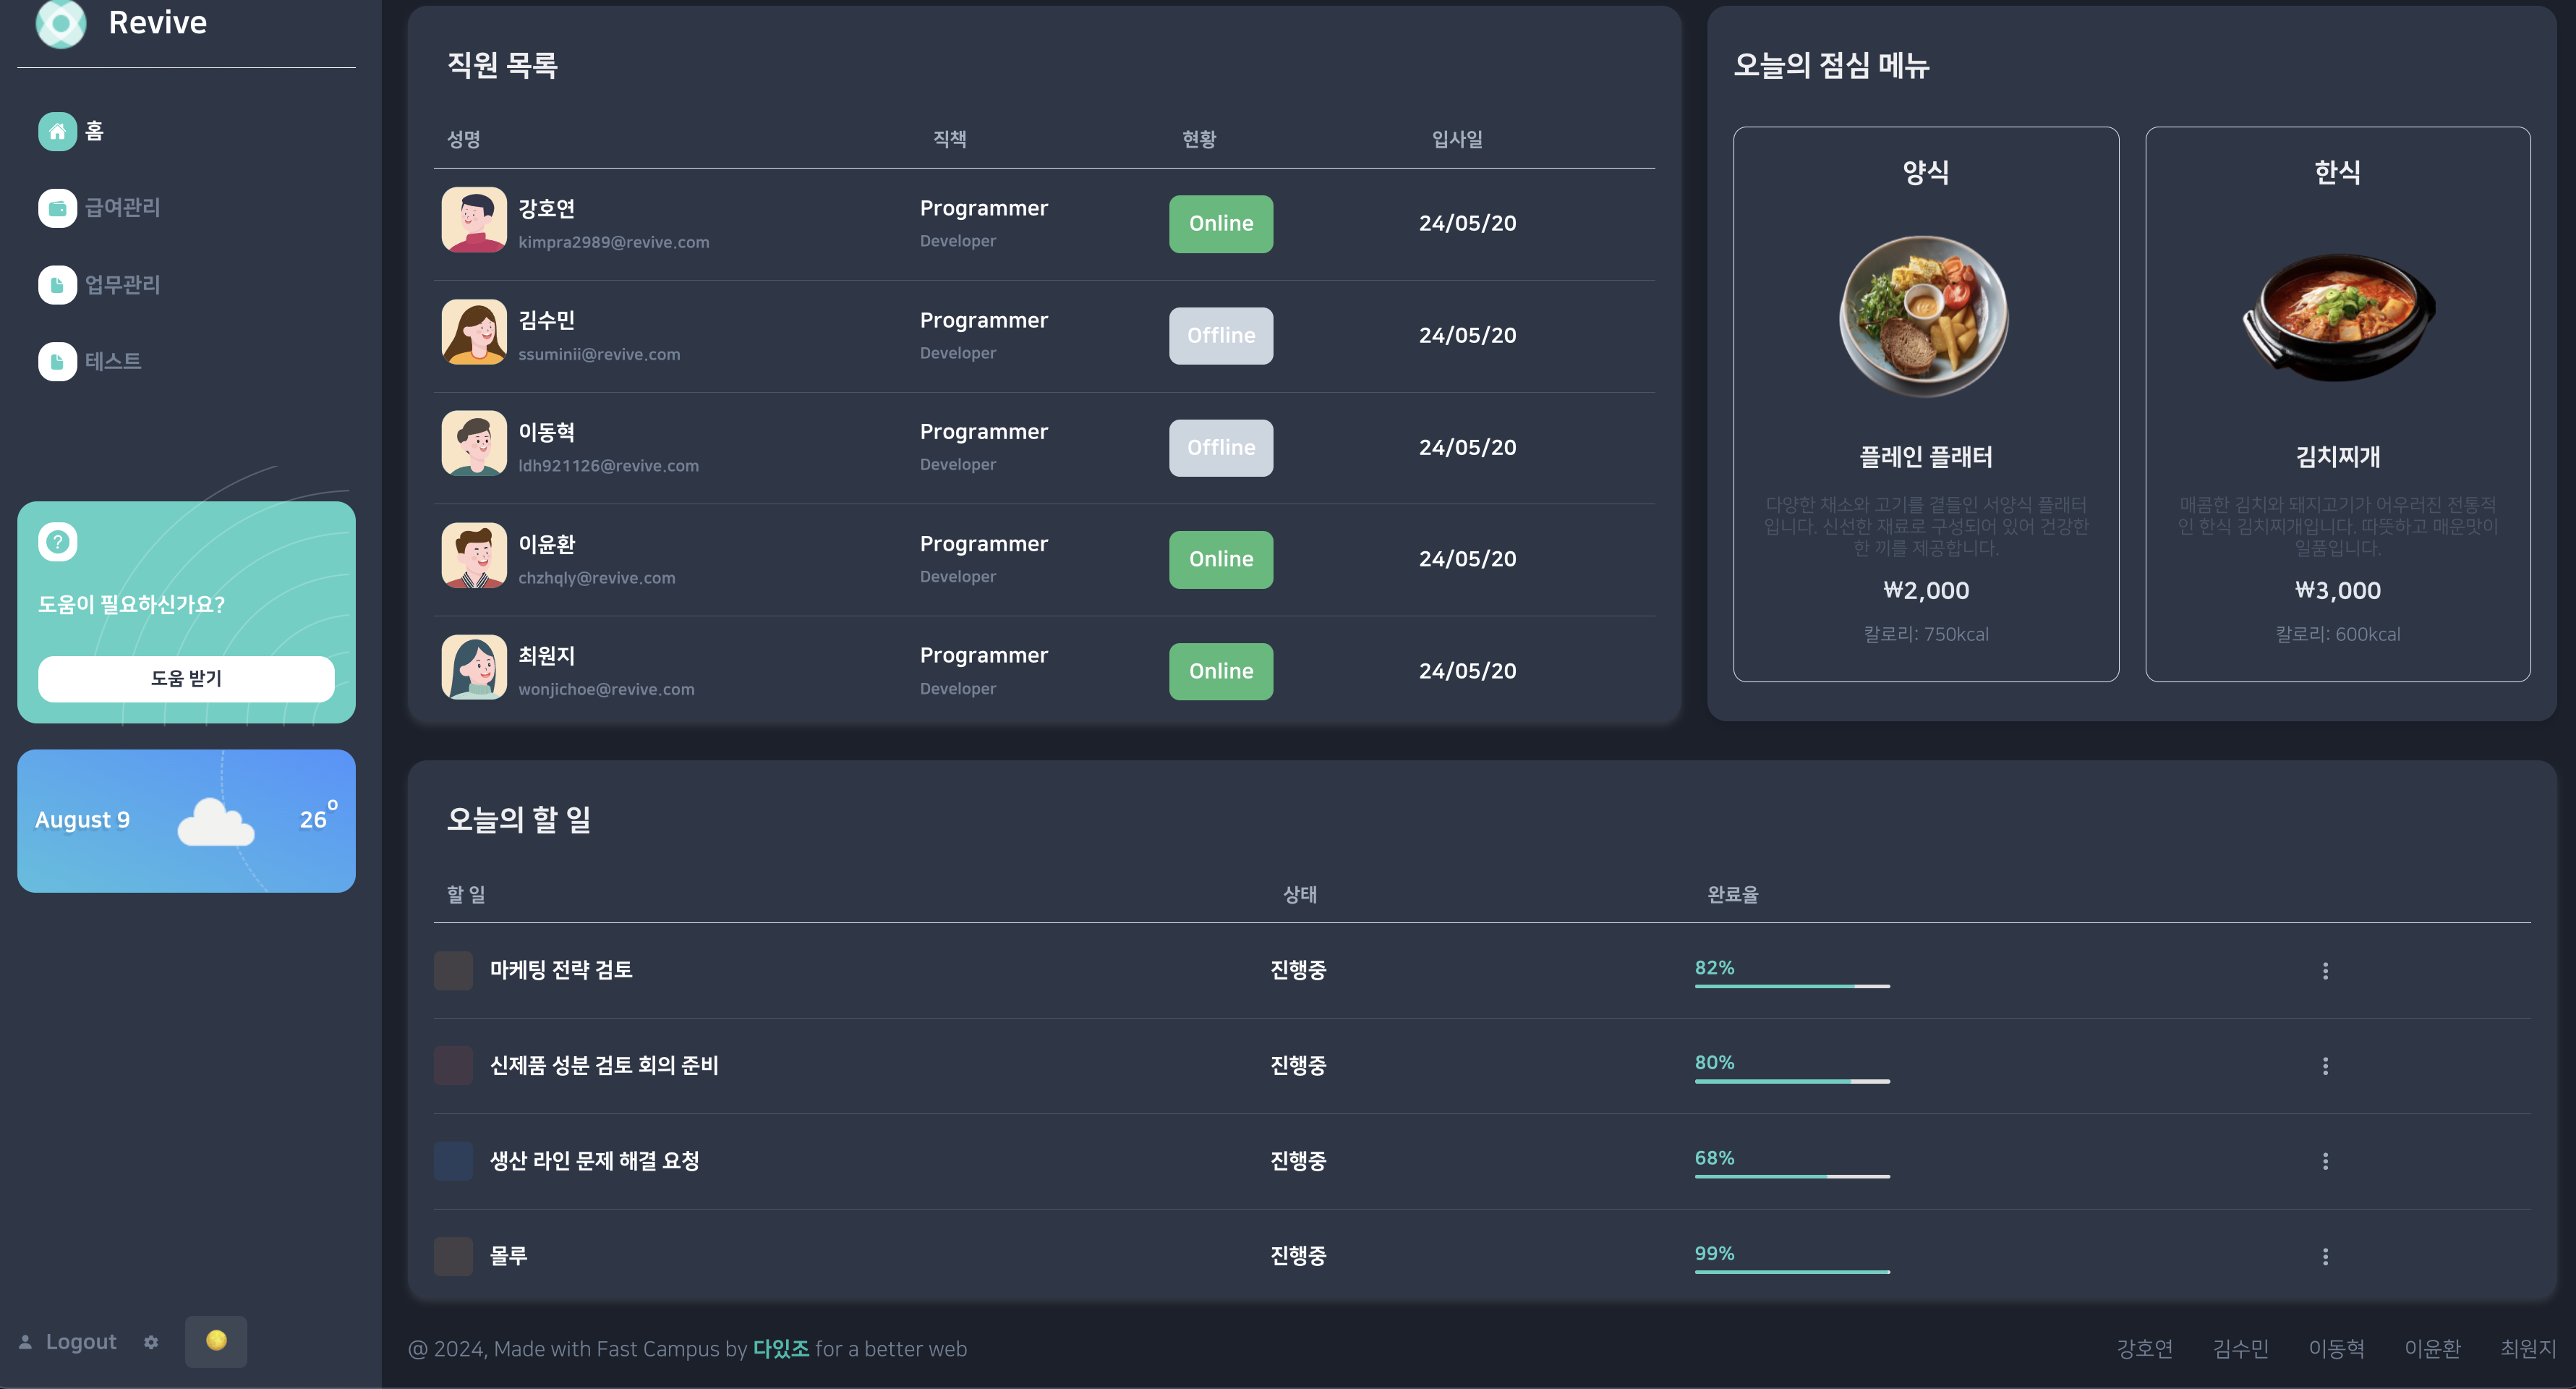 Revive
홈
급여관리
업무관리
테스트
?
도움이 필요하신가요?
도움 받기
August 9
26°
Logout
직원 목록
성명 직책 현황 입사일
강호연 Programmer Online 24/05/20
kimpra2989@revive.com Developer
김수민 Programmer Offline 24/05/20
ssuminii@revive.com Developer
이동혁 Programmer Offline 24/05/20
ldh921126@revive.com Developer
이윤환 Programmer Online 24/05/20
chzhqly@revive.com Developer
최원지 Programmer Online 24/05/20
wonjichoe@revive.com Developer
오늘의 점심 메뉴
양식
플레인 플래터
다양한 채소와 고기를 곁들인 서양식 플래터
입니다. 신선한 재료로 구성되어 있어 건강한
한 끼를 제공합니다.
₩2,000
칼로리: 750kcal
한식
김치찌개
매콤한 김치와 돼지고기가 어우러진 전통적
인 한식 김치찌개입니다. 따뜻하고 매운맛이
일품입니다.
₩3,000
칼로리: 600kcal
오늘의 할 일
할 일 상태 완료율
마케팅 전략 검토 진행중 82%
신제품 성분 검토 회의 준비 진행중 80%
생산 라인 문제 해결 요청 진행중 68%
몰루 진행중 99%
@ 2024, Made with Fast Campus by 다있조 for a better web
강호연 김수민 이동혁 이윤환 최원지